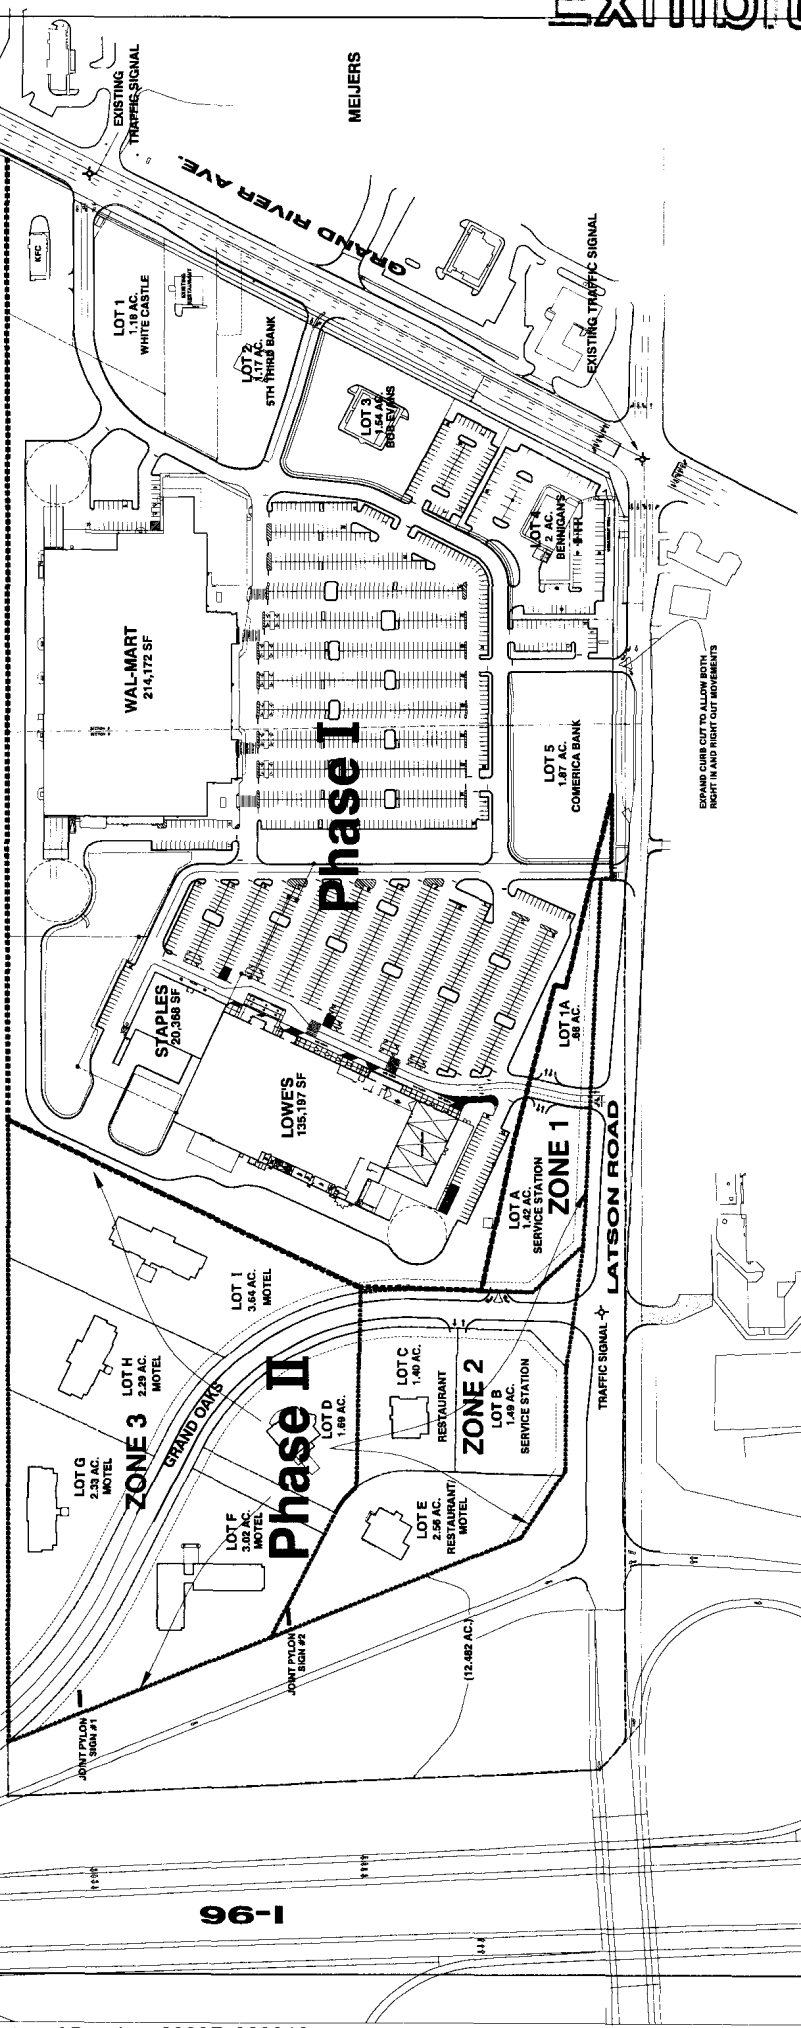 EXISTING
TRAFFIC SIGNAL
MEIJERS
GRAND RIVER AVE.
KFC
LOT 1
1.18 AC.
WHITE CASTLE
EXISTING
RESTAURANT
LOT 2
1.17 AC.
5TH THIRD BANK
EXISTING TRAFFIC SIGNAL
LOT 3
1.54 AC.
BOB EVANS
LOT 4
2 AC.
BENNIGAN'S
WAL-MART
214,172 SF
Phase I
LOT 5
1.87 AC.
COMERICA BANK
EXPAND CURB CUT TO ALLOW BOTH
RIGHT IN AND RIGHT OUT MOVEMENTS
STAPLES
20,368 SF
LOWE'S
135,197 SF
LOT 1A
.88 AC.
LOT A
1.42 AC.
SERVICE STATION
ZONE 1
LATSON ROAD
LOT I
3.64 AC.
MOTEL
LOT H
2.29 AC.
MOTEL
ZONE 3
GRAND OAKS
LOT G
2.33 AC.
MOTEL
Phase II
LOT D
1.69 AC.
LOT C
1.40 AC.
RESTAURANT
ZONE 2
LOT B
1.49 AC.
SERVICE STATION
TRAFFIC SIGNAL
LOT F
3.02 AC.
MOTEL
LOT E
2.56 AC.
RESTAURANT/
MOTEL
JOINT PYLON
SIGN #2
JOINT PYLON
SIGN #1
(12.482 AC.)
I-96